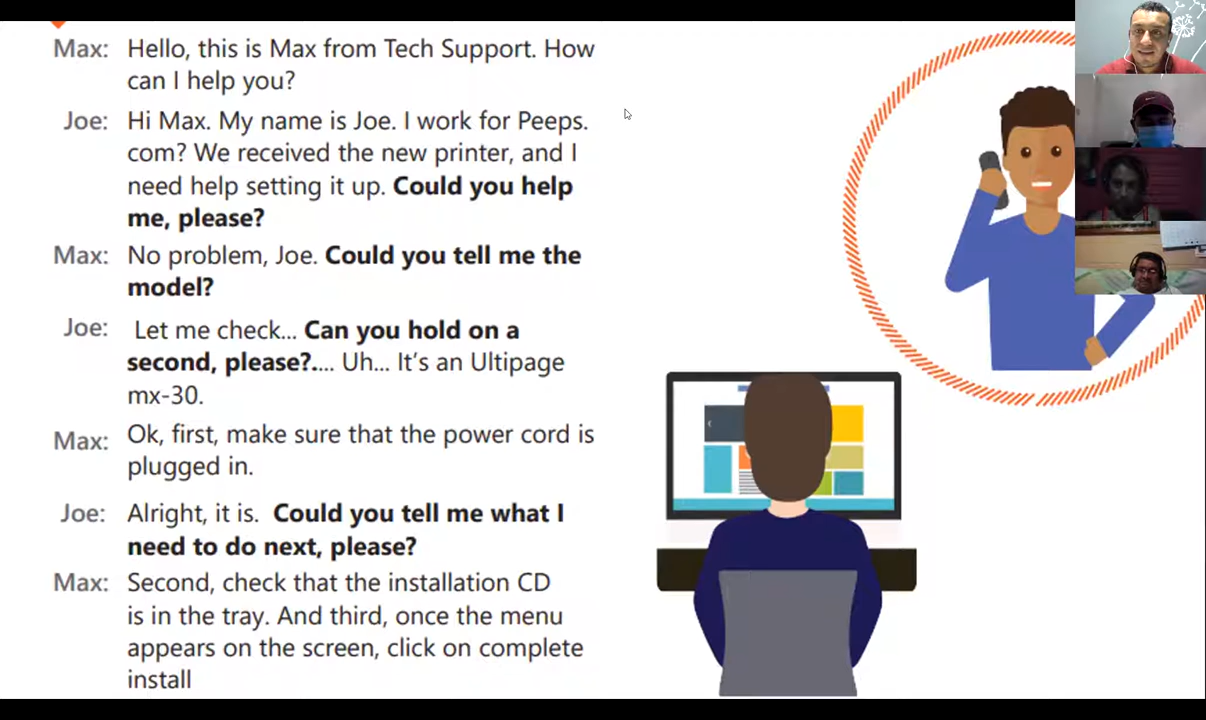 Max: Hello, this is Max from Tech Support. How
can I help you?
Joe: Hi Max. My name is Joe. I work for Peeps.
com? We received the new printer, and I
need help setting it up. Could you help
me, please?
Max: No problem, Joe. Could you tell me the
model?
Joe: Let me check... Can you hold on a
second, please?.... Uh... It's an Ultipage
mx-30.
Max: Ok, first, make sure that the power cord is
plugged in.
Joe: Alright, it is. Could you tell me what I
need to do next, please?
Max: Second, check that the installation CD
is in the tray. And third, once the menu
appears on the screen, click on complete
install